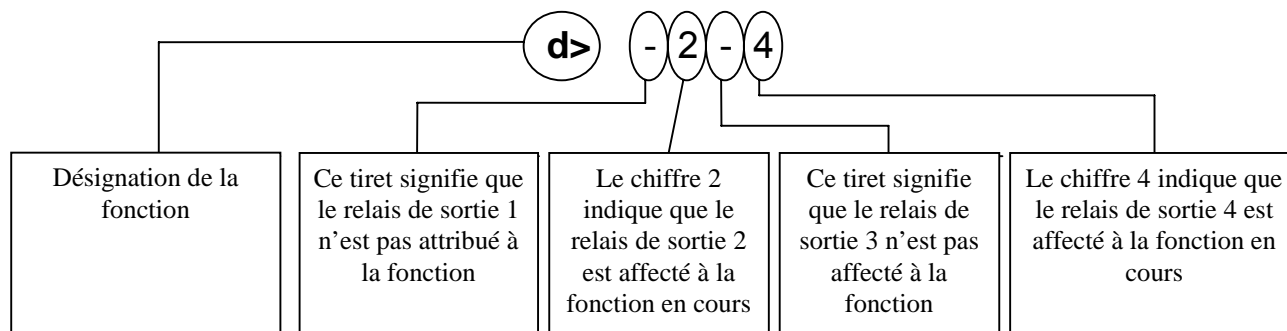 d> - 2 - 4
Désignation de la
fonction
Ce tiret signifie que
le relais de sortie 1
n’est pas attribué à
la fonction
Le chiffre 2
indique que le
relais de sortie 2
est affecté à la
fonction en cours
Ce tiret signifie
que le relais de
sortie 3 n’est pas
affecté à la
fonction
Le chiffre 4 indique que
le relais de sortie 4 est
affecté à la fonction en
cours